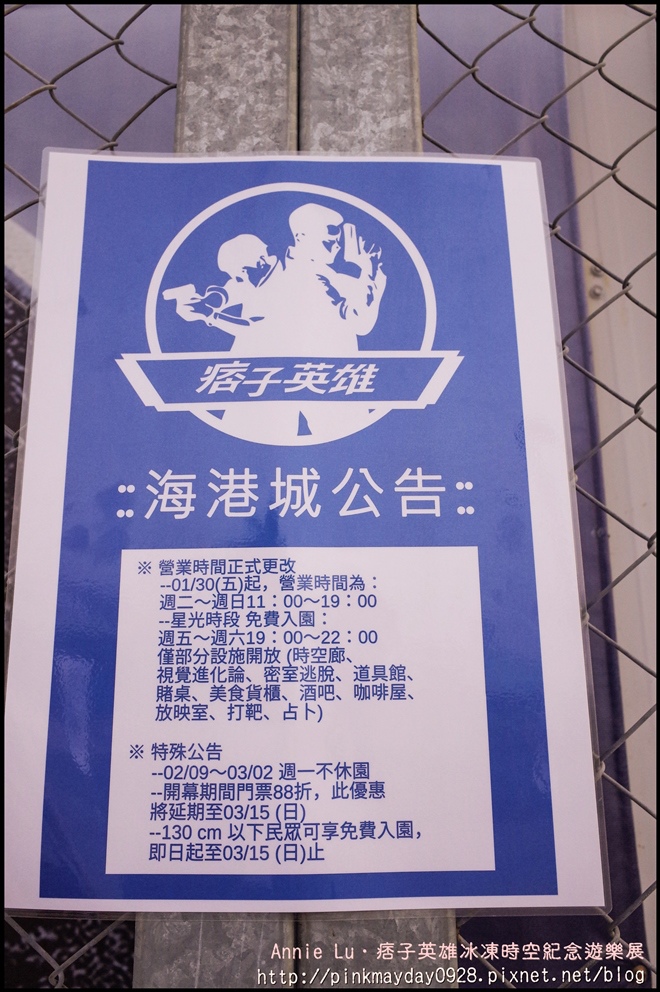 痞子英雄
海港城公告
※ 營業時間正式更改
--01/30(五)起，營業時間為：
週二～週日11：00～19：00
--星光時段 免費入園：
週五～週六19：00～22：00
僅部分設施開放 (時空廊、
視覺進化論、密室逃脫、道具館、
賭桌、美食貨櫃、酒吧、咖啡屋、
放映室、打靶、占卜)
※ 特殊公告
--02/09～03/02 週一不休園
--開幕期間門票88折，此優惠
將延期至03/15 (日)
--130 cm 以下民眾可享免費入園，
即日起至03/15 (日)止
Annie Lu‧痞子英雄冰凍時空紀念遊樂展
http://pinkmayday0928.pixnet.net/blog